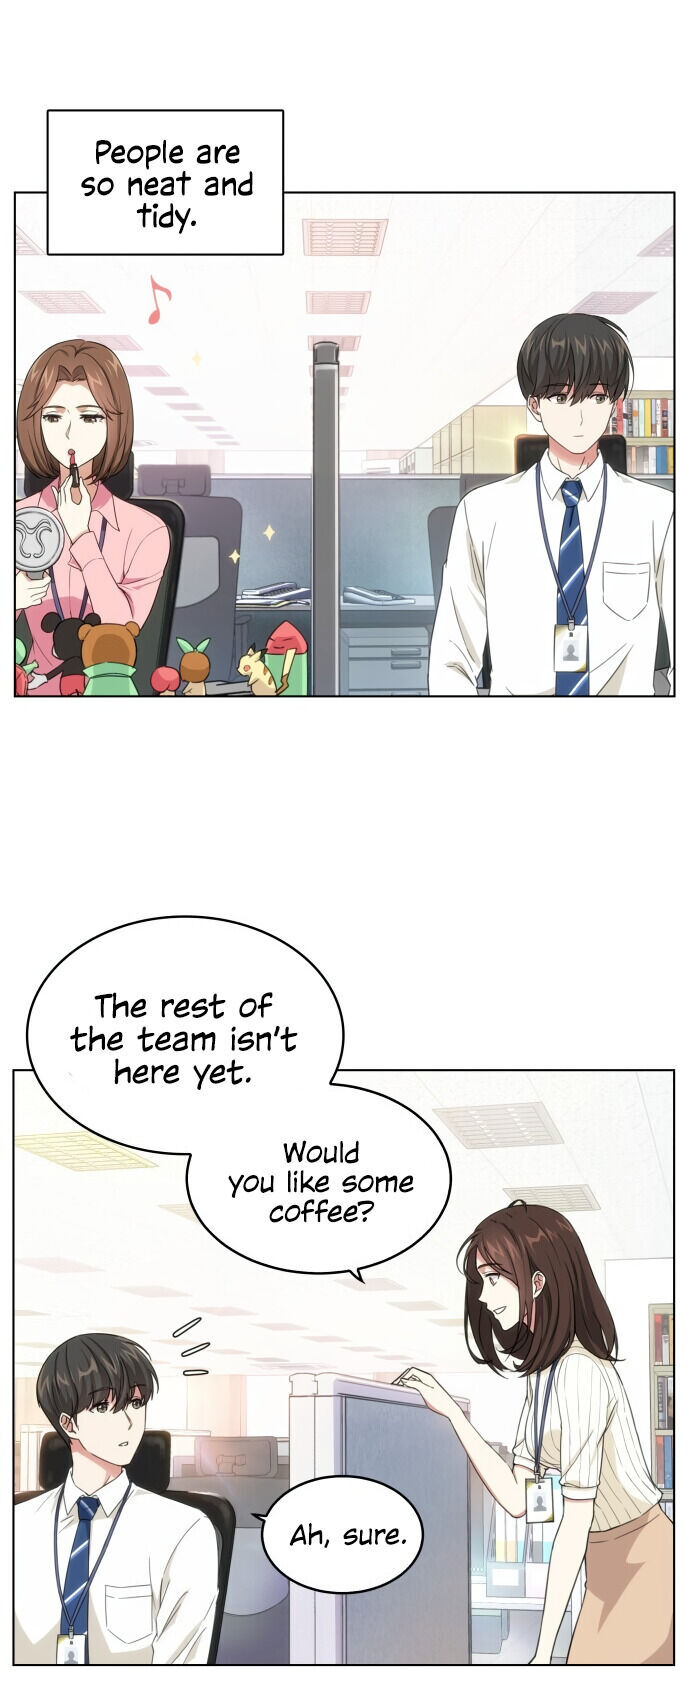 People are
so neat and
tidy.
The rest of
the team isn't
here yet.
Would
you like some
coffee?
Ah, sure.